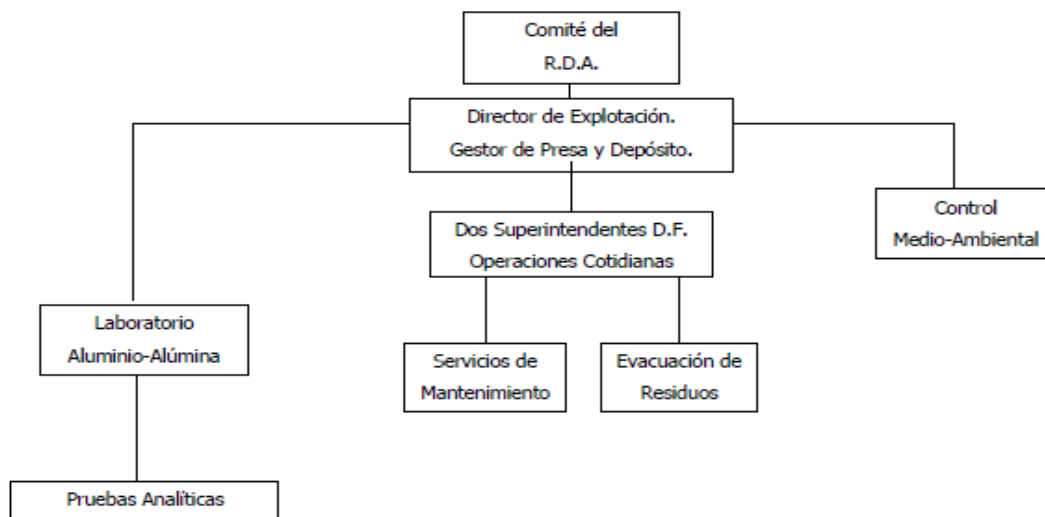 Comité del
R.D.A.
Director de Explotación.
Gestor de Presa y Depósito.
Dos Superintendentes D.F.
Operaciones Cotidianas
Control
Medio-Ambiental
Laboratorio
Aluminio-Alúmina
Servicios de
Mantenimiento
Evacuación de
Residuos
Pruebas Analíticas